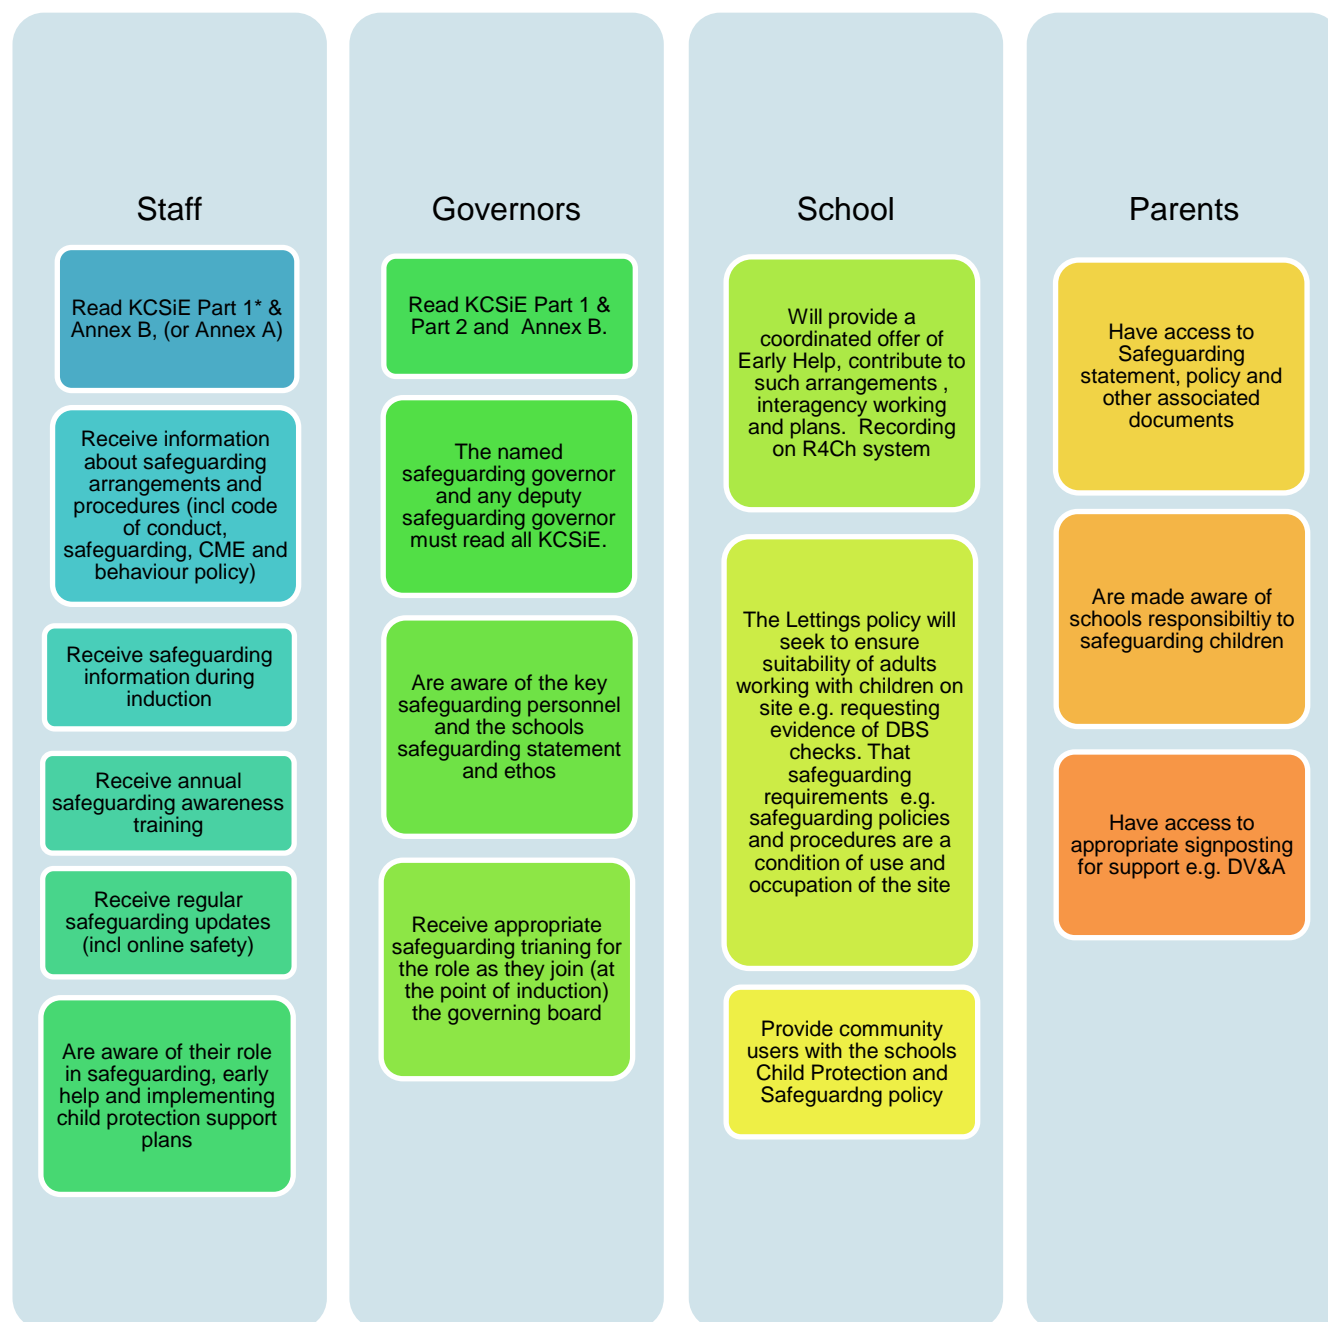 Staff
Read KCSiE Part 1* &
Annex B, (or Annex A)
Receive information
about safeguarding
arrangements and
procedures (incl code
of conduct,
safeguarding, CME and
behaviour policy)
Receive safeguarding
information during
induction
Receive annual
safeguarding awareness
training
Receive regular
safeguarding updates
(incl online safety)
Are aware of their role
in safeguarding, early
help and implementing
child protection support
plans
Governors
Read KCSiE Part 1 &
Part 2 and  Annex B.
The named
safeguarding governor
and any deputy
safeguarding governor
must read all KCSiE.
Are aware of the key
safeguarding personnel
and the schools
safeguarding statement
and ethos
Receive appropriate
safeguarding trianing for
the role as they join (at
the point of induction)
the governing board
School
Will provide a
coordinated offer of
Early Help, contribute to
such arrangements ,
interagency working
and plans.  Recording
on R4Ch system
The Lettings policy will
seek to ensure
suitability of adults
working with children on
site e.g. requesting
evidence of DBS
checks. That
safeguarding
requirements  e.g.
safeguarding policies
and procedures are a
condition of use and
occupation of the site
Provide community
users with the schools
Child Protection and
Safeguardng policy
Parents
Have access to
Safeguarding
statement, policy and
other associated
documents
Are made aware of
schools responsibiltiy to
safeguarding children
Have access to
appropriate signposting
for support e.g. DV&A